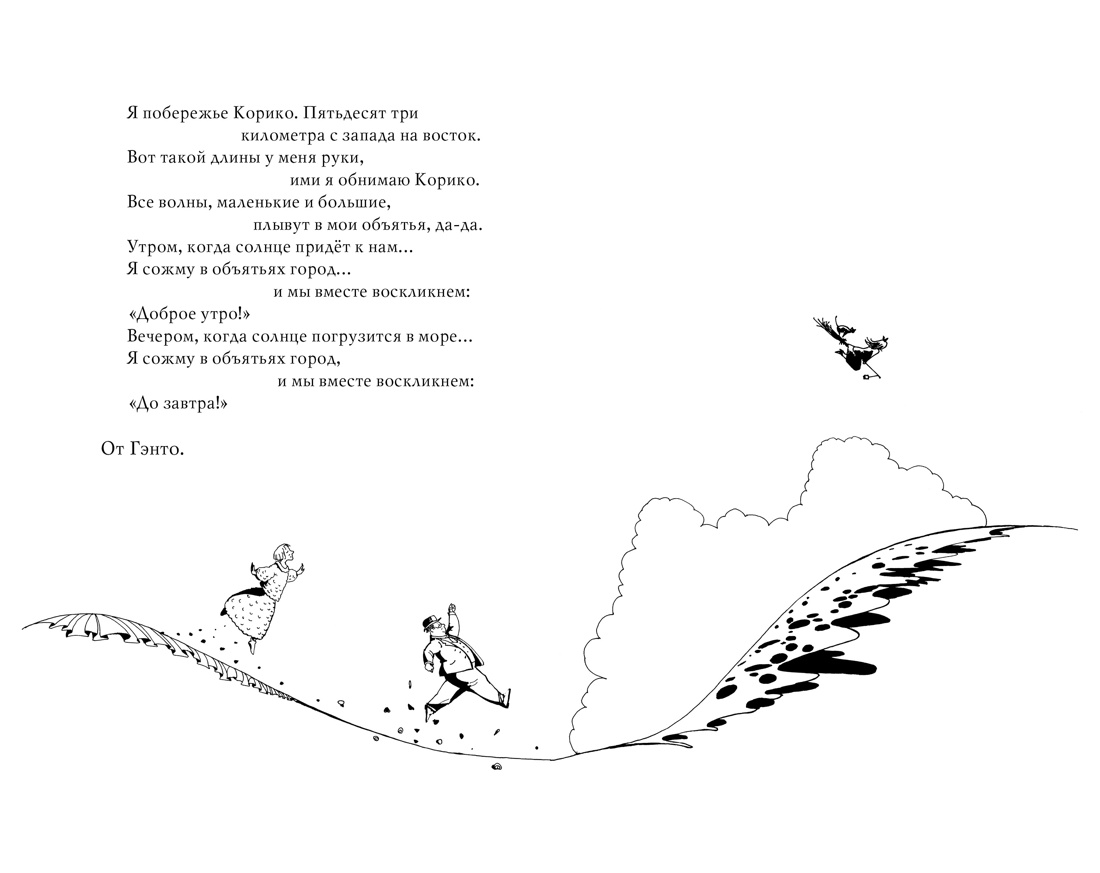 Я побережье Корико. Пятьдесят три
километра с запада на восток.
Вот такой длины у меня руки,
ими я обнимаю Корико.
Все волны, маленькие и большие,
плывут в мои объятья, да-да.
Утром, когда солнце придёт к нам...
Я сожму в объятьях город...
и мы вместе воскликнем:
«Доброе утро!»
Вечером, когда солнце погрузится в море...
Я сожму в объятьях город,
и мы вместе воскликнем:
«До завтра!»
От Гэнто.